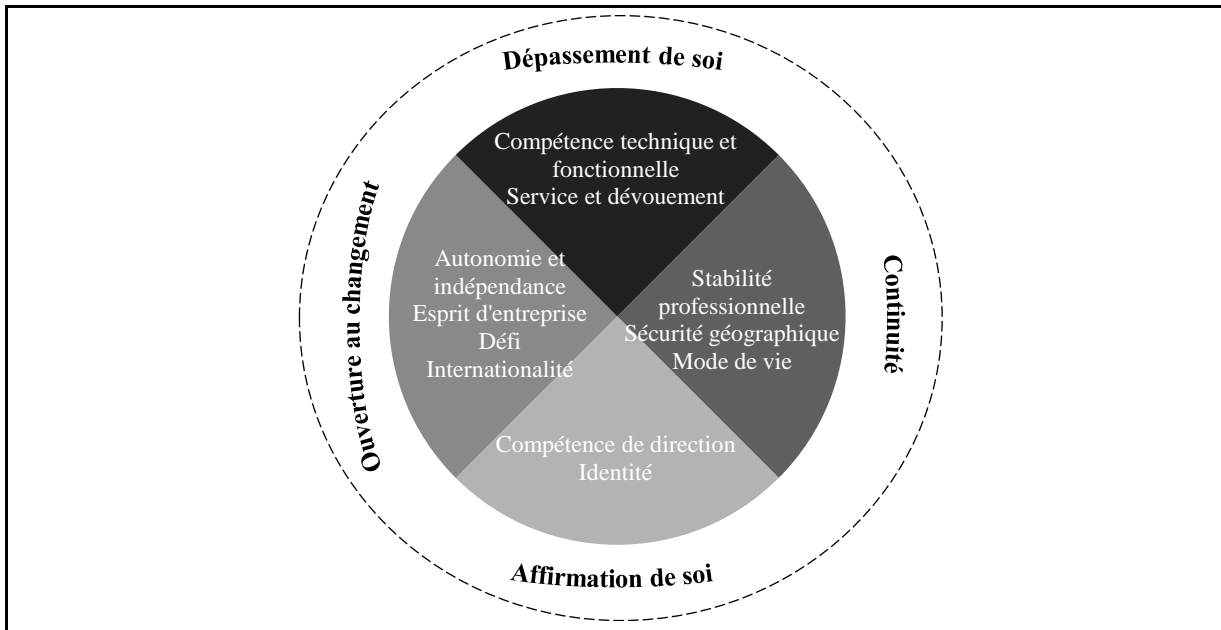 Dépassement de soi
Compétence technique et
fonctionnelle
Service et dévouement
Ouverture au changement
Autonomie et
indépendance
Esprit d'entreprise
Défi
Internationalité
Stabilité
professionnelle
Sécurité géographique
Mode de vie
Continuité
Compétence de direction
Identité
Affirmation de soi